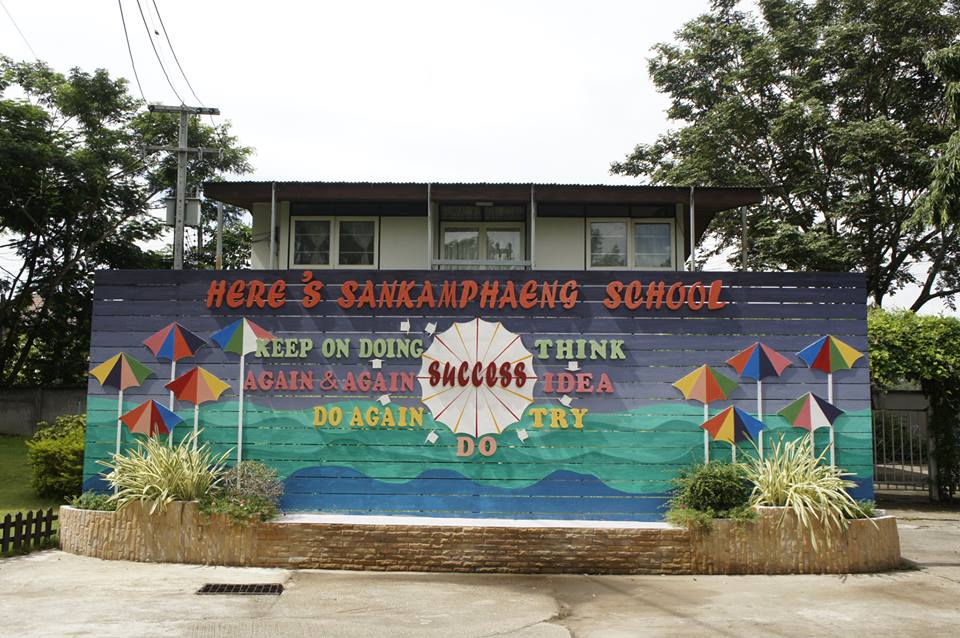 HERE'S SANKAMPHAENG SCHOOL
KEEP ON DOING
AGAIN & AGAIN
DO AGAIN
SUCCESS
THINK
IDEA
TRY
DO